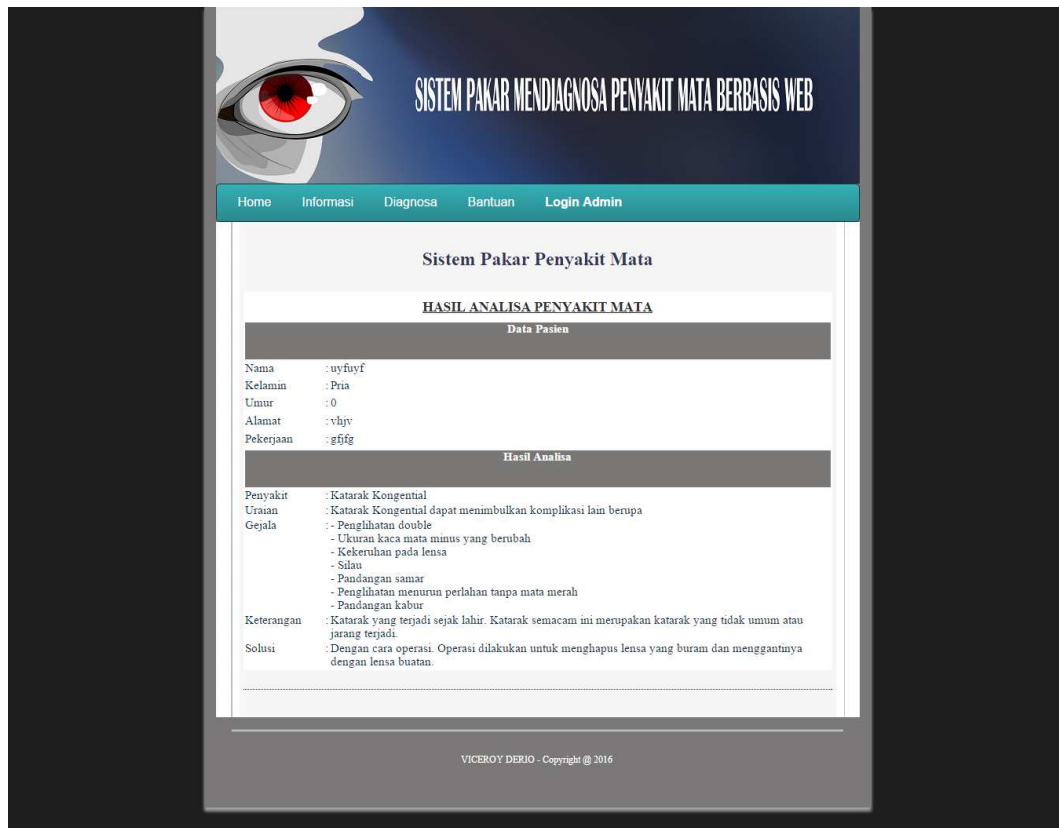 SISTEM PAKAR MENDIAGNOSA PENYAKIT MATA BERBASIS WEB
Home Informasi Diagnosa Bantuan Login Admin
Sistem Pakar Penyakit Mata
HASIL ANALISA PENYAKIT MATA
Data Pasien
Nama : uyfuyf
Kelamin : Pria
Umur : 0
Alamat : vhjv
Pekerjaan : gfjfg
Hasil Analisa
Penyakit : Katarak Kongential
Uraian : Katarak Kongential dapat menimbulkan komplikasi lain berupa
Gejala : - Penglihatan double
- Ukuran kaca mata minus yang berubah
- Kekeruhan pada lensa
- Silau
- Pandangan samar
- Penglihatan menurun perlahan tanpa mata merah
- Pandangan kabur
Keterangan : Katarak yang terjadi sejak lahir. Katarak semacam ini merupakan katarak yang tidak umum atau
jarang terjadi.
Solusi : Dengan cara operasi. Operasi dilakukan untuk menghapus lensa yang buram dan menggantinya
dengan lensa buatan.
VICEROY DERIO - Copyright @ 2016